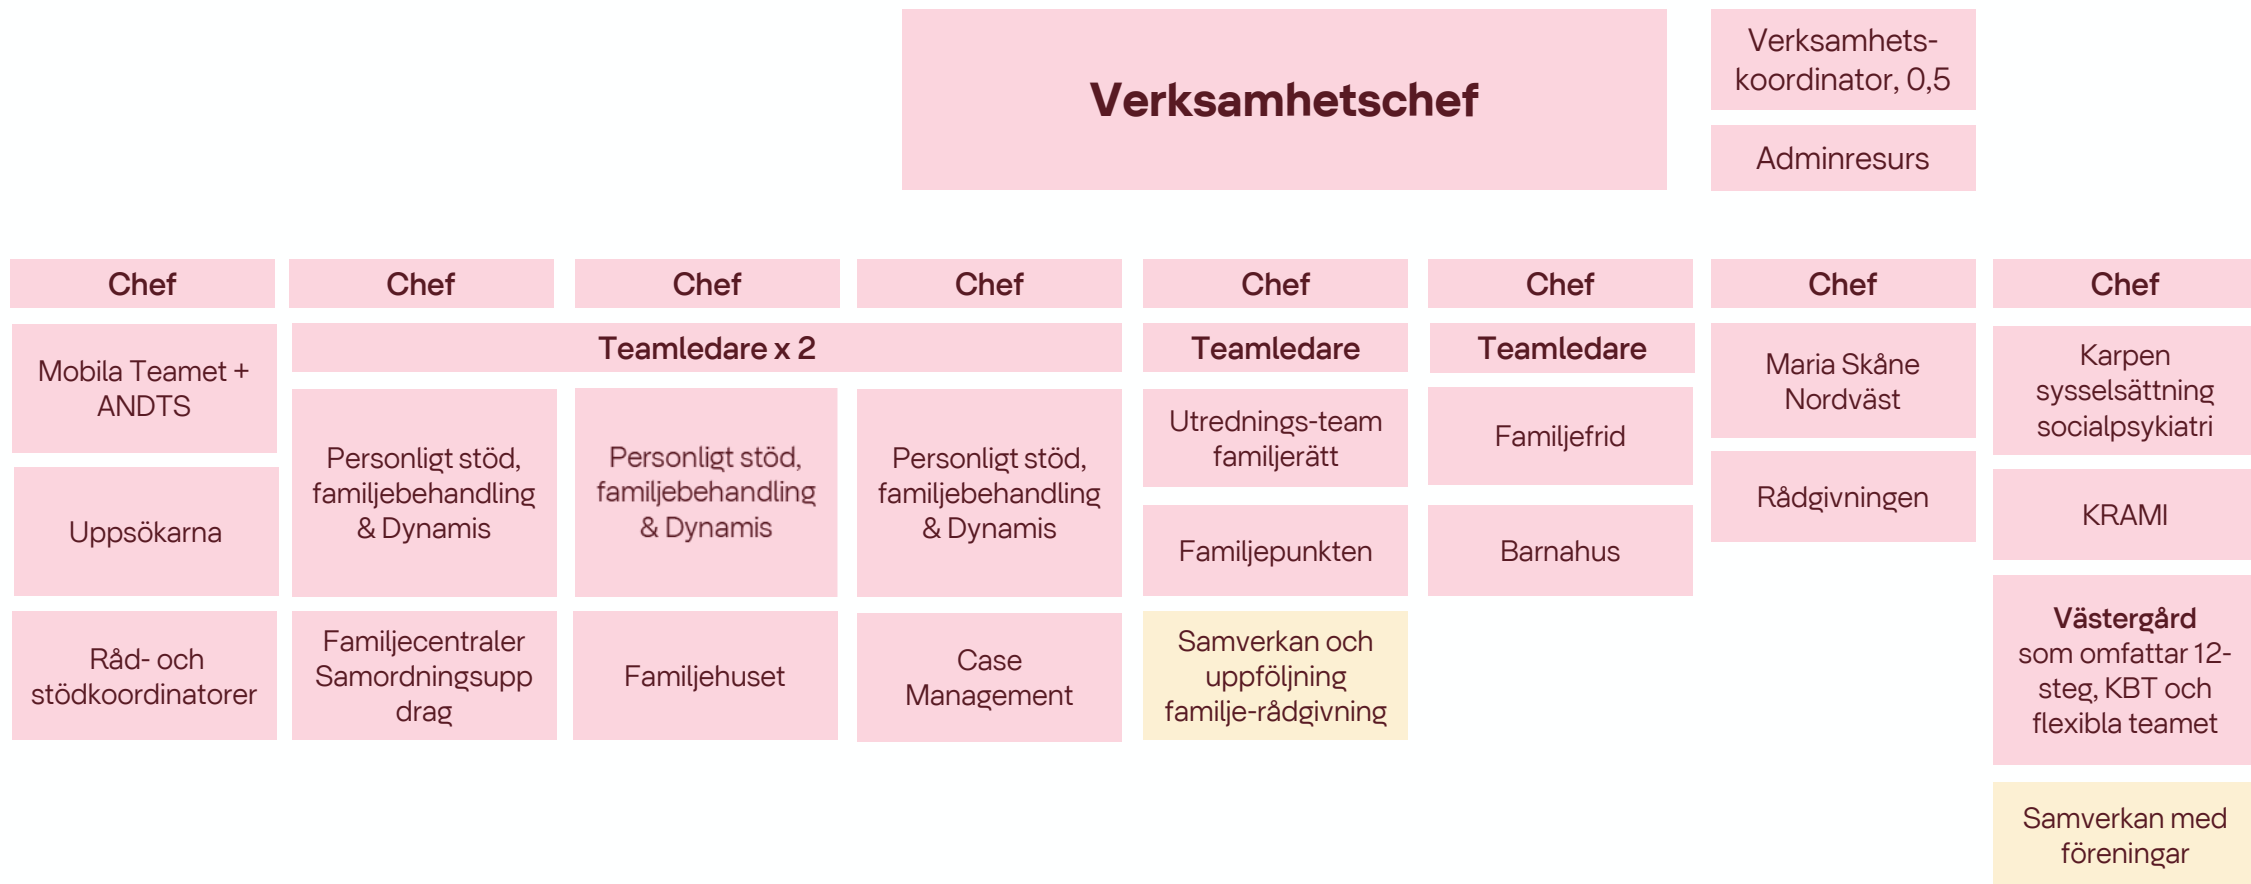 Verksamhetschef
Verksamhets-
koordinator, 0,5
Adminresurs
Chef
Mobila Teamet +
ANDTS
Uppsökarna
Råd- och
stödkoordinatorer
Chef
Chef
Chef
Teamledare x 2
Personligt stöd,
familjebehandling
& Dynamis
Familjecentraler
Samordningsupp
drag
Personligt stöd,
familjebehandling
& Dynamis
Familjehuset
Personligt stöd,
familjebehandling
& Dynamis
Case
Management
Chef
Teamledare
Utrednings-team
familjerätt
Familjepunkten
Samverkan och
uppföljning
familje-rådgivning
Chef
Teamledare
Familjefrid
Barnahus
Chef
Maria Skåne
Nordväst
Rådgivningen
Chef
Karpen
sysselsättning
socialpsykiatri
KRAMI
Västergård
som omfattar 12-
steg, KBT och
flexibla teamet
Samverkan med
föreningar